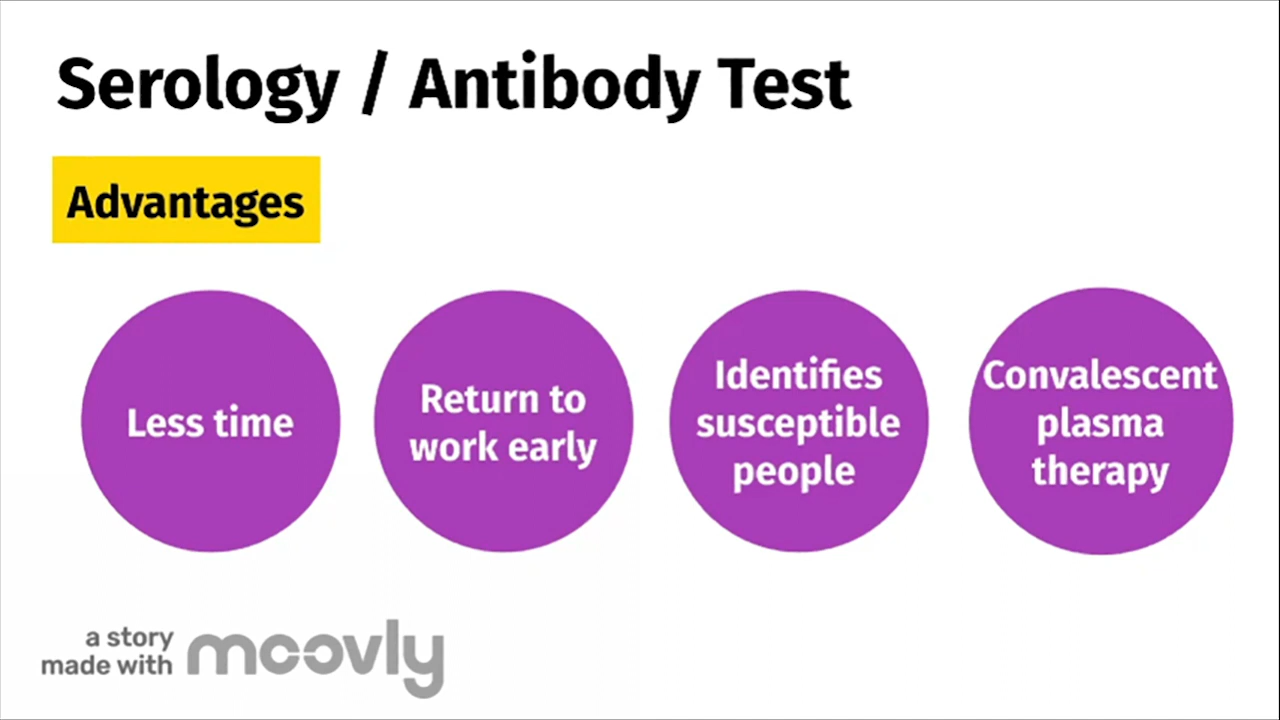 Serology / Antibody Test
Advantages
Less time
Return to
work early
Identifies
susceptible
people
Convalescent
plasma
therapy
a story
made with
moovly